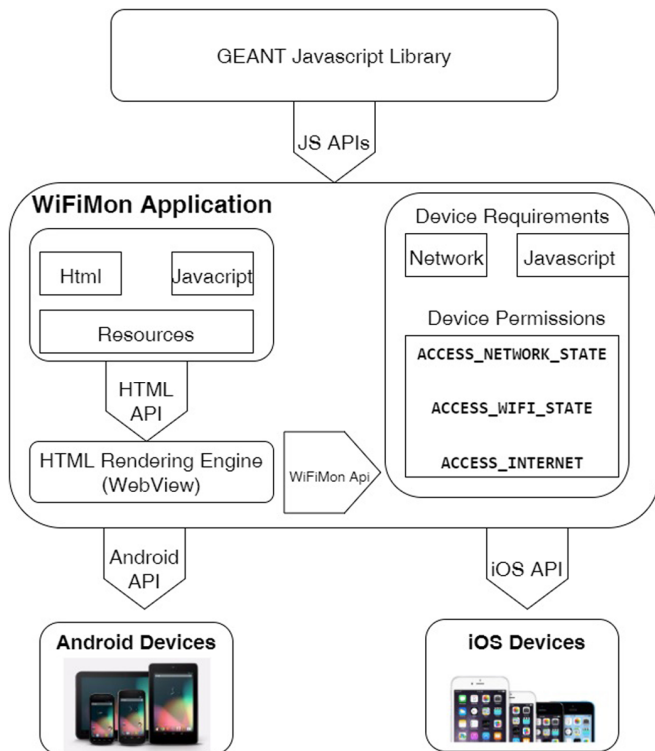 GEANT Javascript Library
JS APIs
WiFiMon Application
Html
Javacript
Resources
HTML
API
HTML Rendering Engine
(WebView)
WiFiMon Api
Device Requirements
Network
Javascript
Device Permissions
ACCESS_NETWORK_STATE
ACCESS_WIFI_STATE
ACCESS_INTERNET
Android
API
iOS API
Android Devices
iOS Devices